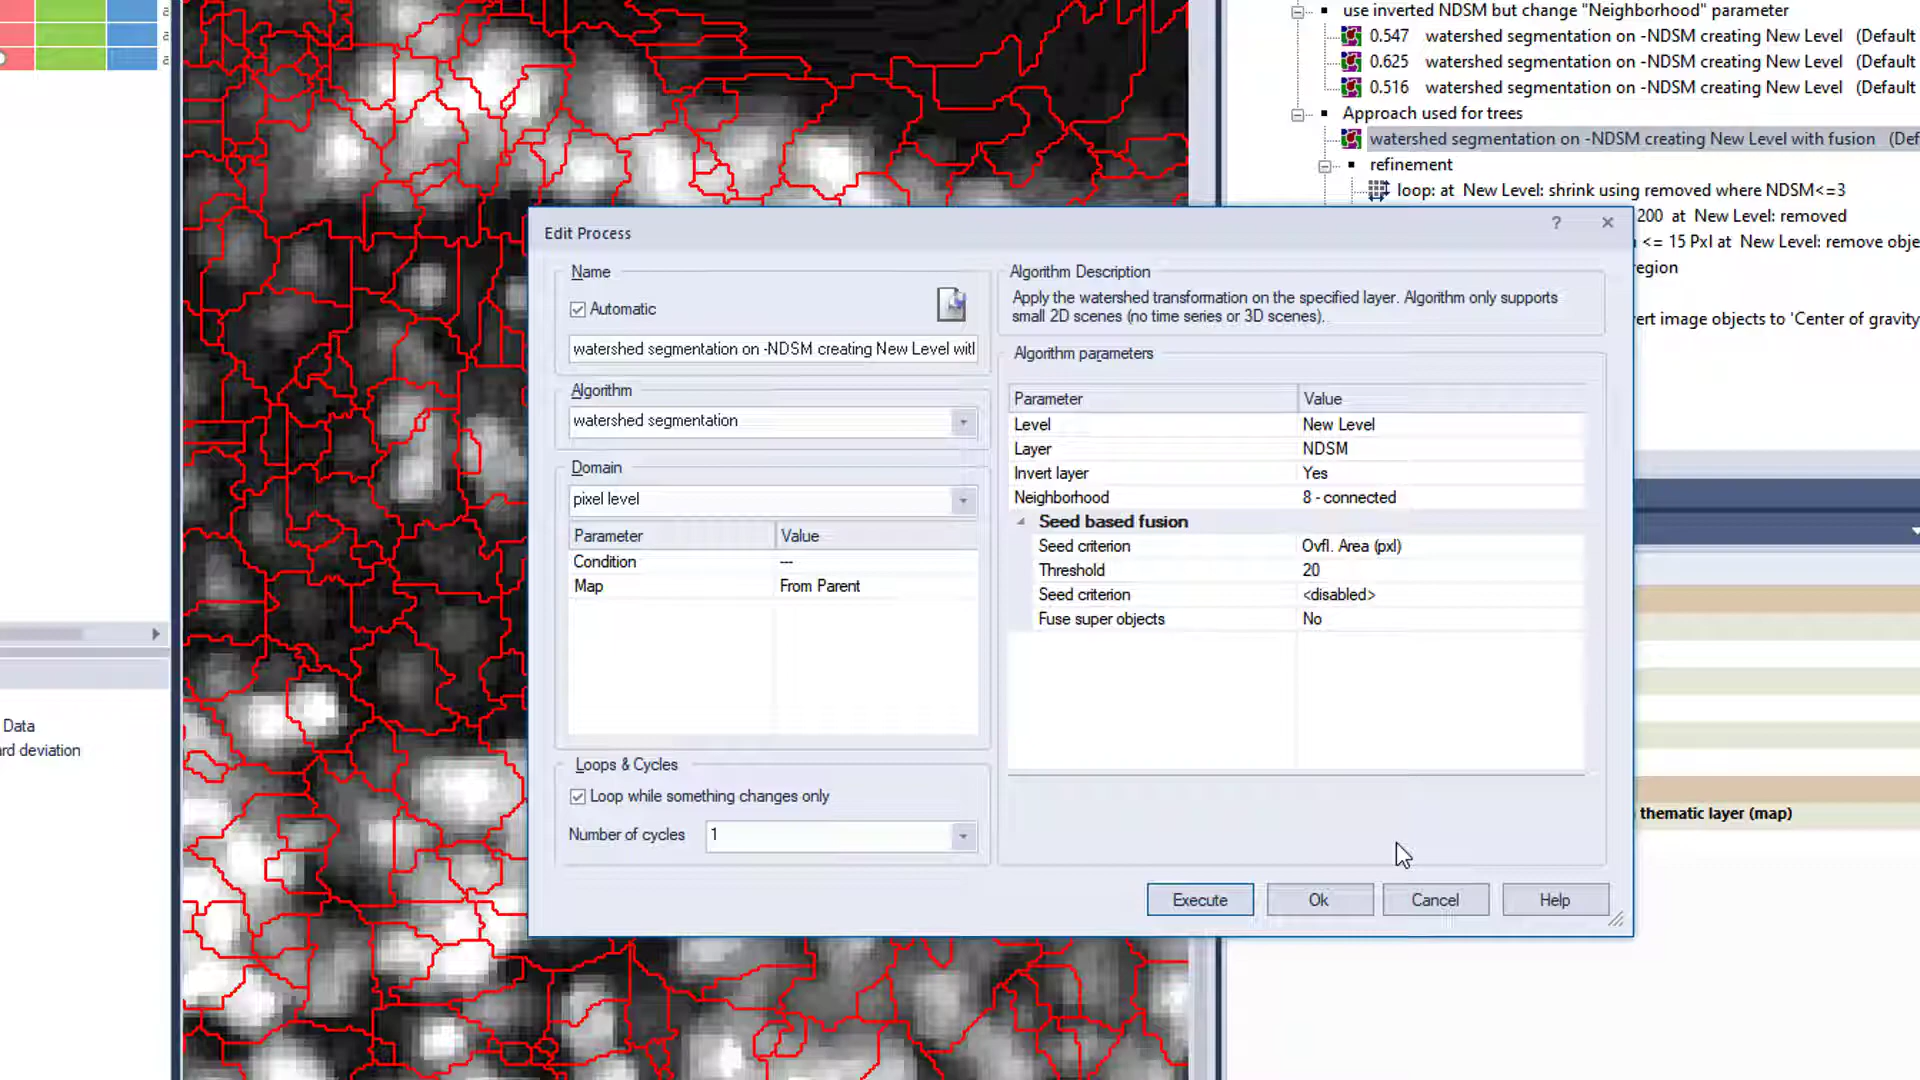 use inverted NDSM but change "Neighborhood" parameter
0.547 watershed segmentation on -NDSM creating New Level (Default
0.625 watershed segmentation on -NDSM creating New Level (Default
0.516 watershed segmentation on -NDSM creating New Level (Default
Approach used for trees
watershed segmentation on -NDSM creating New Level with fusion (Def
refinement
loop: at New Level: shrink using removed where NDSM<=3
200 at New Level: removed
<= 15 Pxl at New Level: remove obje
region
ert image objects to 'Center of gravity
Edit Process
Name
Automatic
watershed segmentation on -NDSM creating New Level witl
Algorithm
watershed segmentation
Domain
pixel level
Parameter Value
Condition ---
Map From Parent
Loops & Cycles
Loop while something changes only
Number of cycles 1
Algorithm Description
Apply the watershed transformation on the specified layer. Algorithm only supports
small 2D scenes (no time series or 3D scenes).
Algorithm parameters
Parameter Value
Level New Level
Layer NDSM
Invert layer Yes
Neighborhood 8 - connected
Seed based fusion
Seed criterion Ovfl. Area (pxl)
Threshold 20
Seed criterion <disabled>
Fuse super objects No
Execute Ok Cancel Help
Data
rd deviation
thematic layer (map)